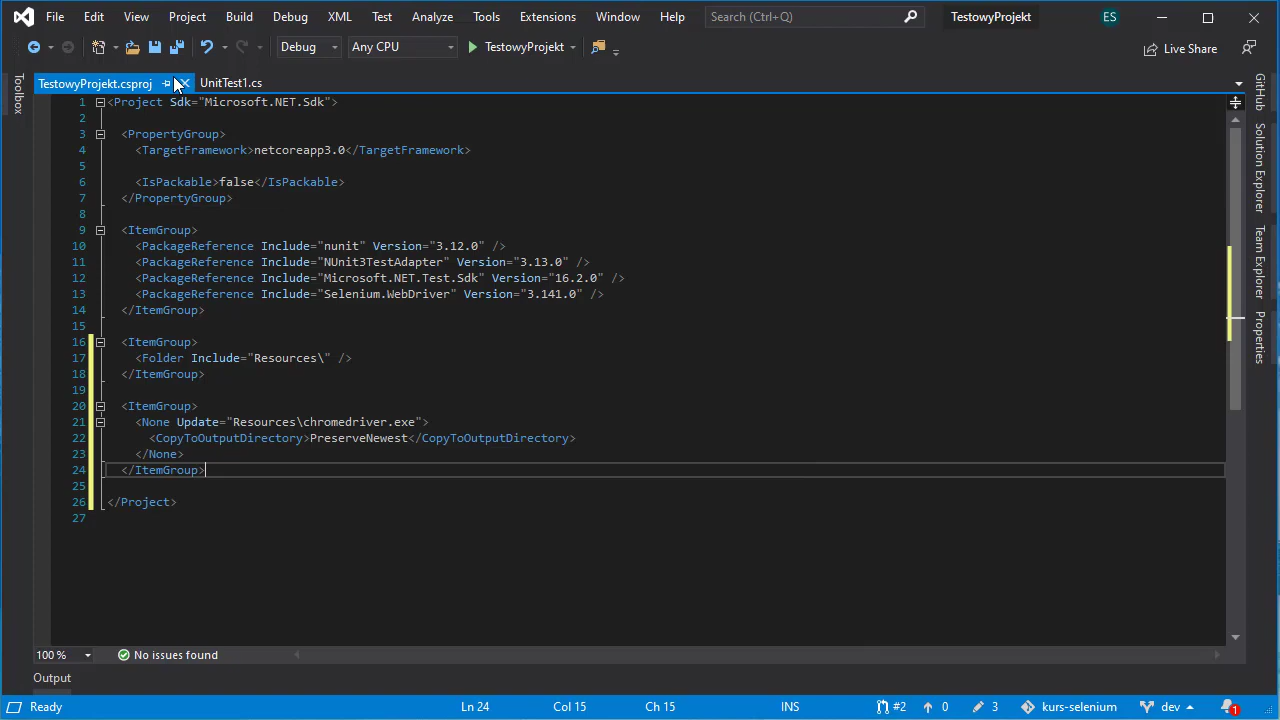 File Edit View Project Build Debug XML Test Analyze Tools Extensions Window Help Search (Ctrl+Q) TestowyProjekt ES
Debug Any CPU TestowyProjekt Live Share
TestowyProjekt.csproj UnitTest1.cs
Toolbox
1 <Project Sdk="Microsoft.NET.Sdk">
2
3 <PropertyGroup>
4 <TargetFramework>netcoreapp3.0</TargetFramework>
5
6 <IsPackable>false</IsPackable>
7 </PropertyGroup>
8
9 <ItemGroup>
10 <PackageReference Include="nunit" Version="3.12.0" />
11 <PackageReference Include="NUnit3TestAdapter" Version="3.13.0" />
12 <PackageReference Include="Microsoft.NET.Test.Sdk" Version="16.2.0" />
13 <PackageReference Include="Selenium.WebDriver" Version="3.141.0" />
14 </ItemGroup>
15
16 <ItemGroup>
17 <Folder Include="Resources\" />
18 </ItemGroup>
19
20 <ItemGroup>
21 <None Update="Resources\chromedriver.exe">
22 <CopyToOutputDirectory>PreserveNewest</CopyToOutputDirectory>
23 </None>
24 </ItemGroup>
25
26 </Project>
27
GitHub
Solution Explorer
Team Explorer
Properties
100 % No issues found
Output
Ready Ln 24 Col 15 Ch 15 INS #2 0 3 kurs-selenium dev 1